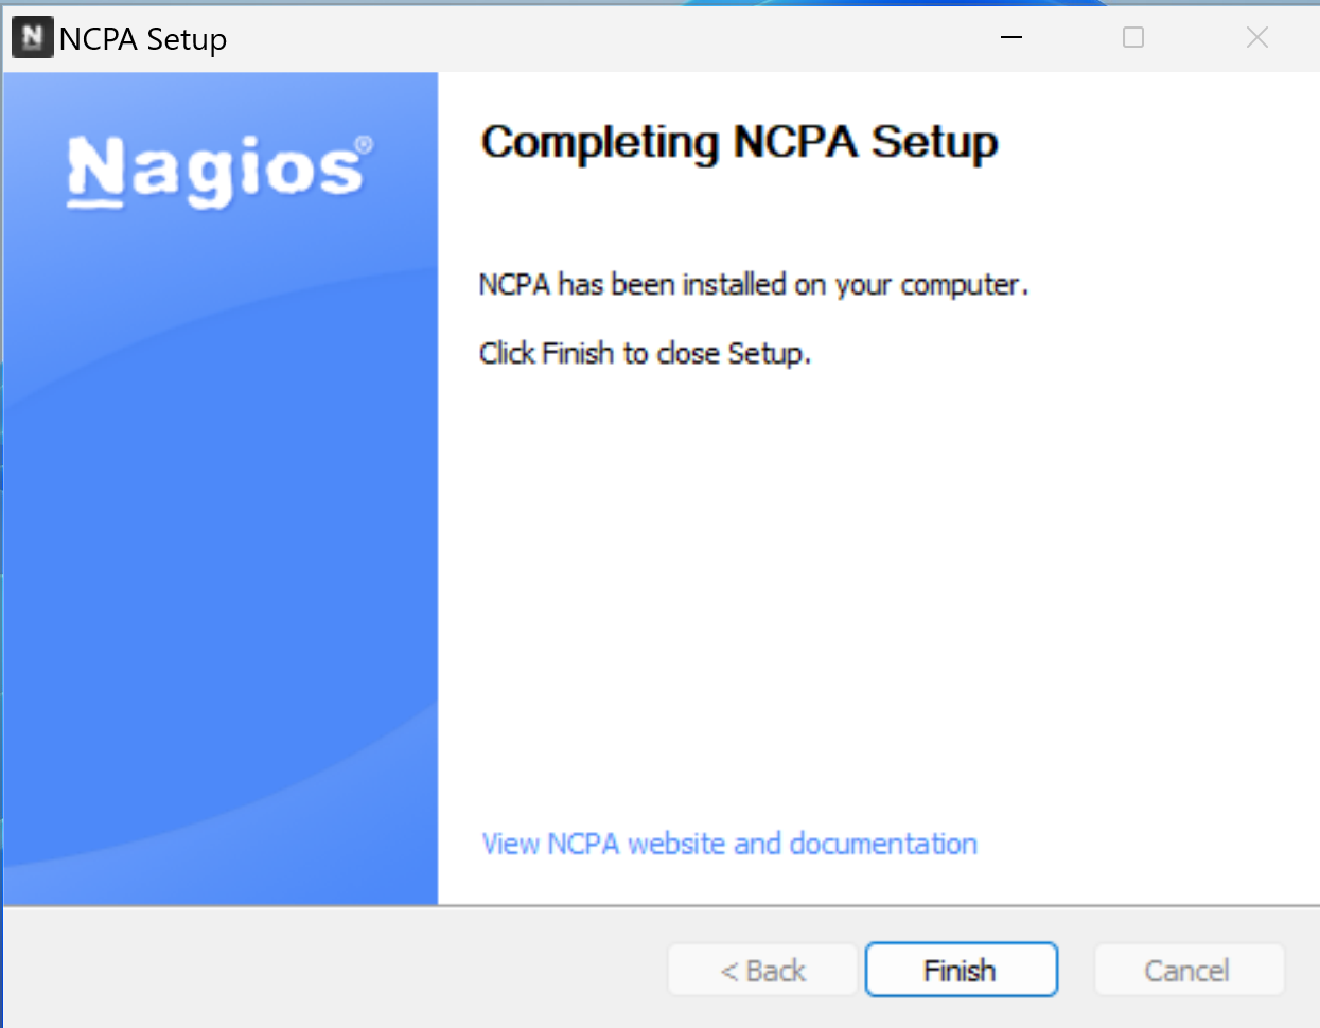 NCPA Setup
Nagios®
Completing NCPA Setup
NCPA has been installed on your computer.
Click Finish to close Setup.
View NCPA website and documentation
< Back
Finish
Cancel